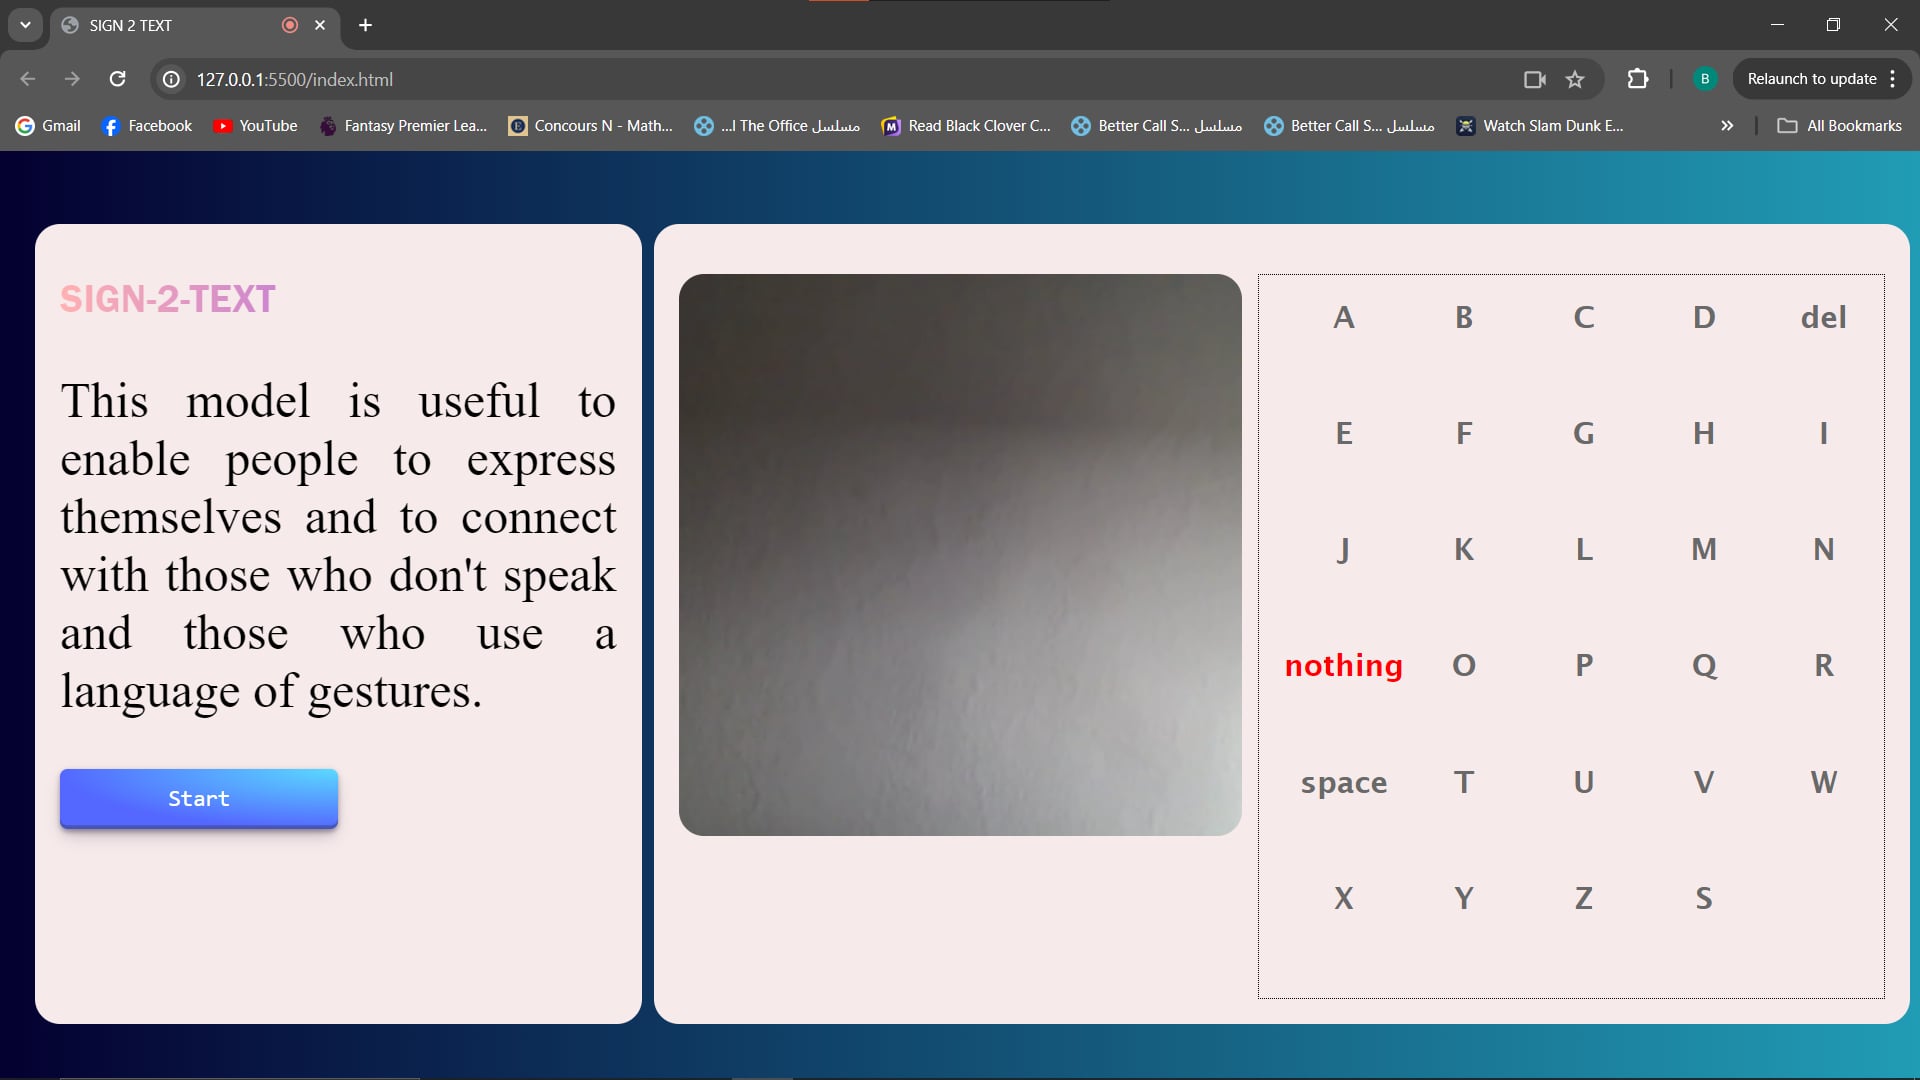 SIGN 2 TEXT
127.0.0.1:5500/index.html
B
Relaunch to update
Gmail
Facebook
YouTube
Fantasy Premier Lea...
Concours N - Math...
...مسلسل The Office ا
Read Black Clover C...
مسلسل Better Call S...
مسلسل Better Call S...
Watch Slam Dunk E...
All Bookmarks
SIGN-2-TEXT
This model is useful to
enable people to express
themselves and to connect
with those who don't speak
and those who use a
language of gestures.
Start
A B C D del
E F G H I
J K L M N
nothing O P Q R
space T U V W
X Y Z S